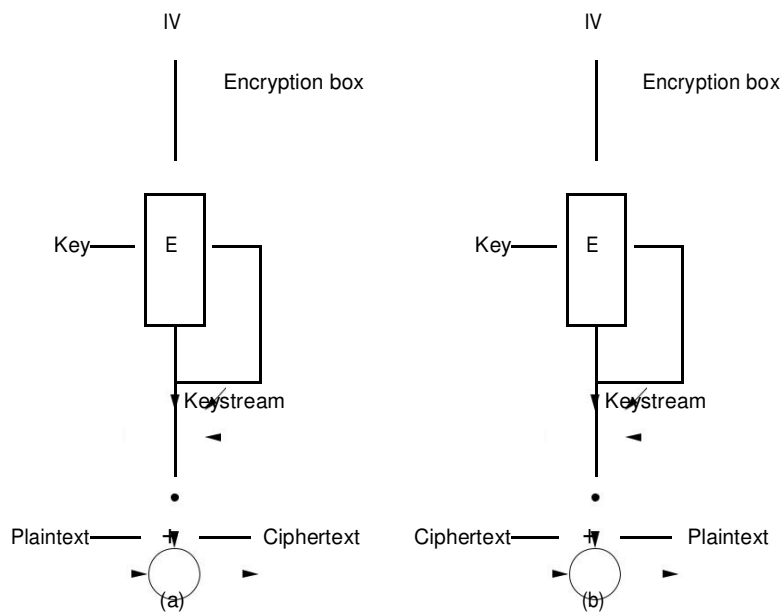 IV IV
Encryption box Encryption box
Key E Key E
Keystream Keystream
Plaintext + Ciphertext Ciphertext + Plaintext
(a) (b)